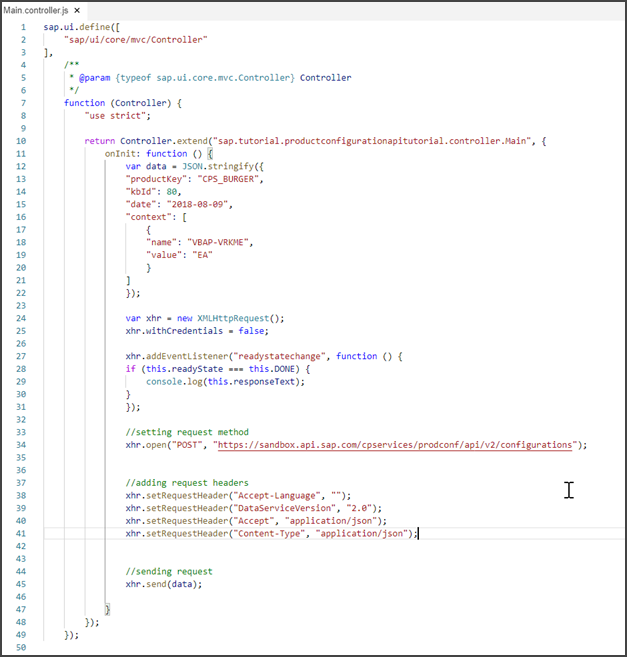 Main.controller.js ×
1 sap.ui.define([
2 "sap/ui/core/mvc/Controller"
3 ],
4 /**
5 * @param {typeof sap.ui.core.mvc.Controller} Controller
6 */
7 function (Controller) {
8 "use strict";
9
10 return Controller.extend("sap.tutorial.productconfigurationapitutorial.controller.Main", {
11 onInit: function () {
12 var data = JSON.stringify({
13 "productKey": "CPS_BURGER",
14 "kbId": 80,
15 "date": "2018-08-09",
16 "context": [
17 {
18 "name": "VBAP-VRKME",
19 "value": "EA"
20 }
21 ]
22 });
23
24 var xhr = new XMLHttpRequest();
25 xhr.withCredentials = false;
26
27 xhr.addEventListener("readystatechange", function () {
28 if (this.readyState === this.DONE) {
29 console.log(this.responseText);
30 }
31 });
32
33 //setting request method
34 xhr.open("POST", "https://sandbox.api.sap.com/cpservices/prodconf/api/v2/configurations");
35
36
37 //adding request headers
38 xhr.setRequestHeader("Accept-Language", "");
39 xhr.setRequestHeader("DataServiceVersion", "2.0");
40 xhr.setRequestHeader("Accept", "application/json");
41 xhr.setRequestHeader("Content-Type", "application/json");
42
43
44 //sending request
45 xhr.send(data);
46
47 }
48 });
49 });
50